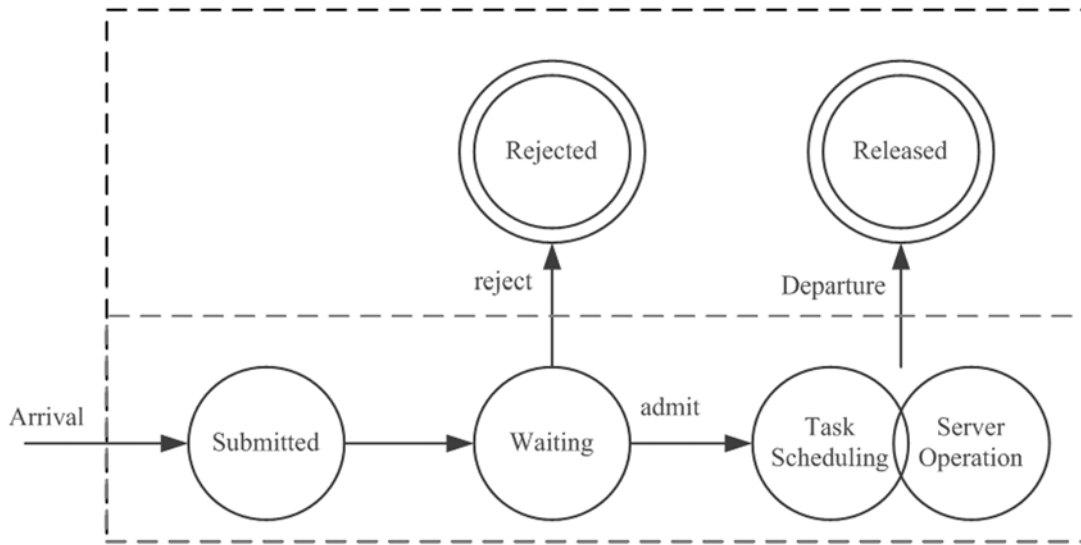 Rejected
Released
reject
Departure
Arrival
Submitted
Waiting
admit
Task
Scheduling
Server
Operation